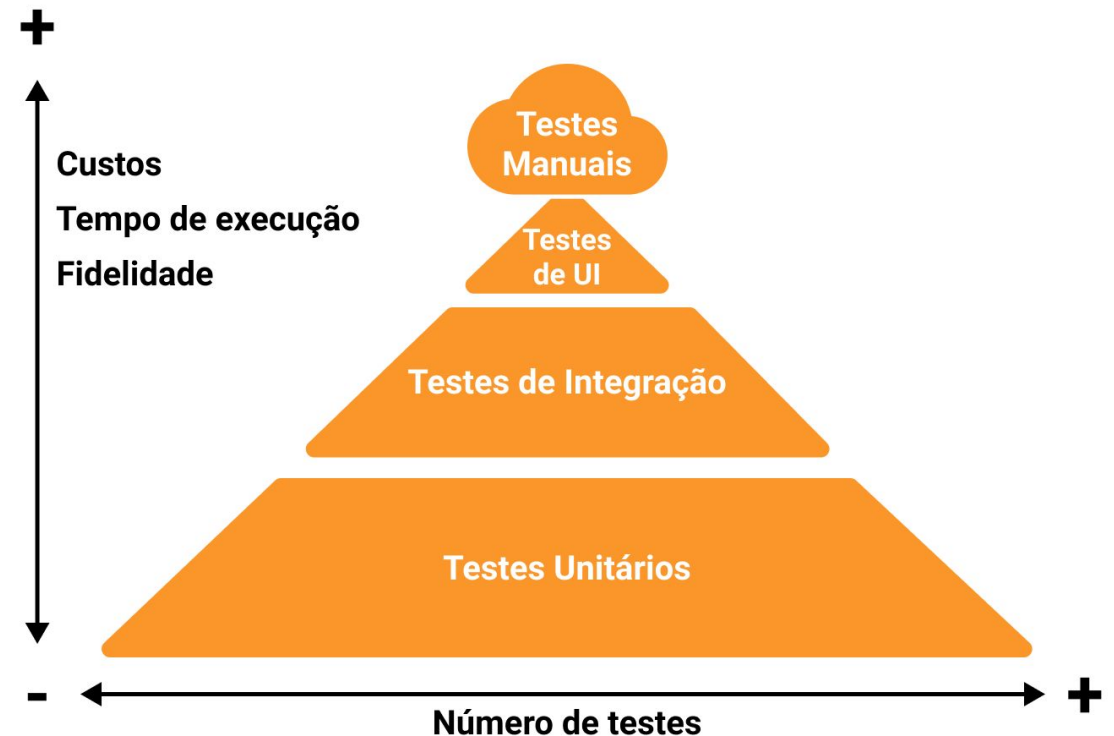 +
Testes
Manuais
Custos
Tempo de execução
Fidelidade
Testes
de UI
Testes de Integração
Testes Unitários
-
+
Número de testes